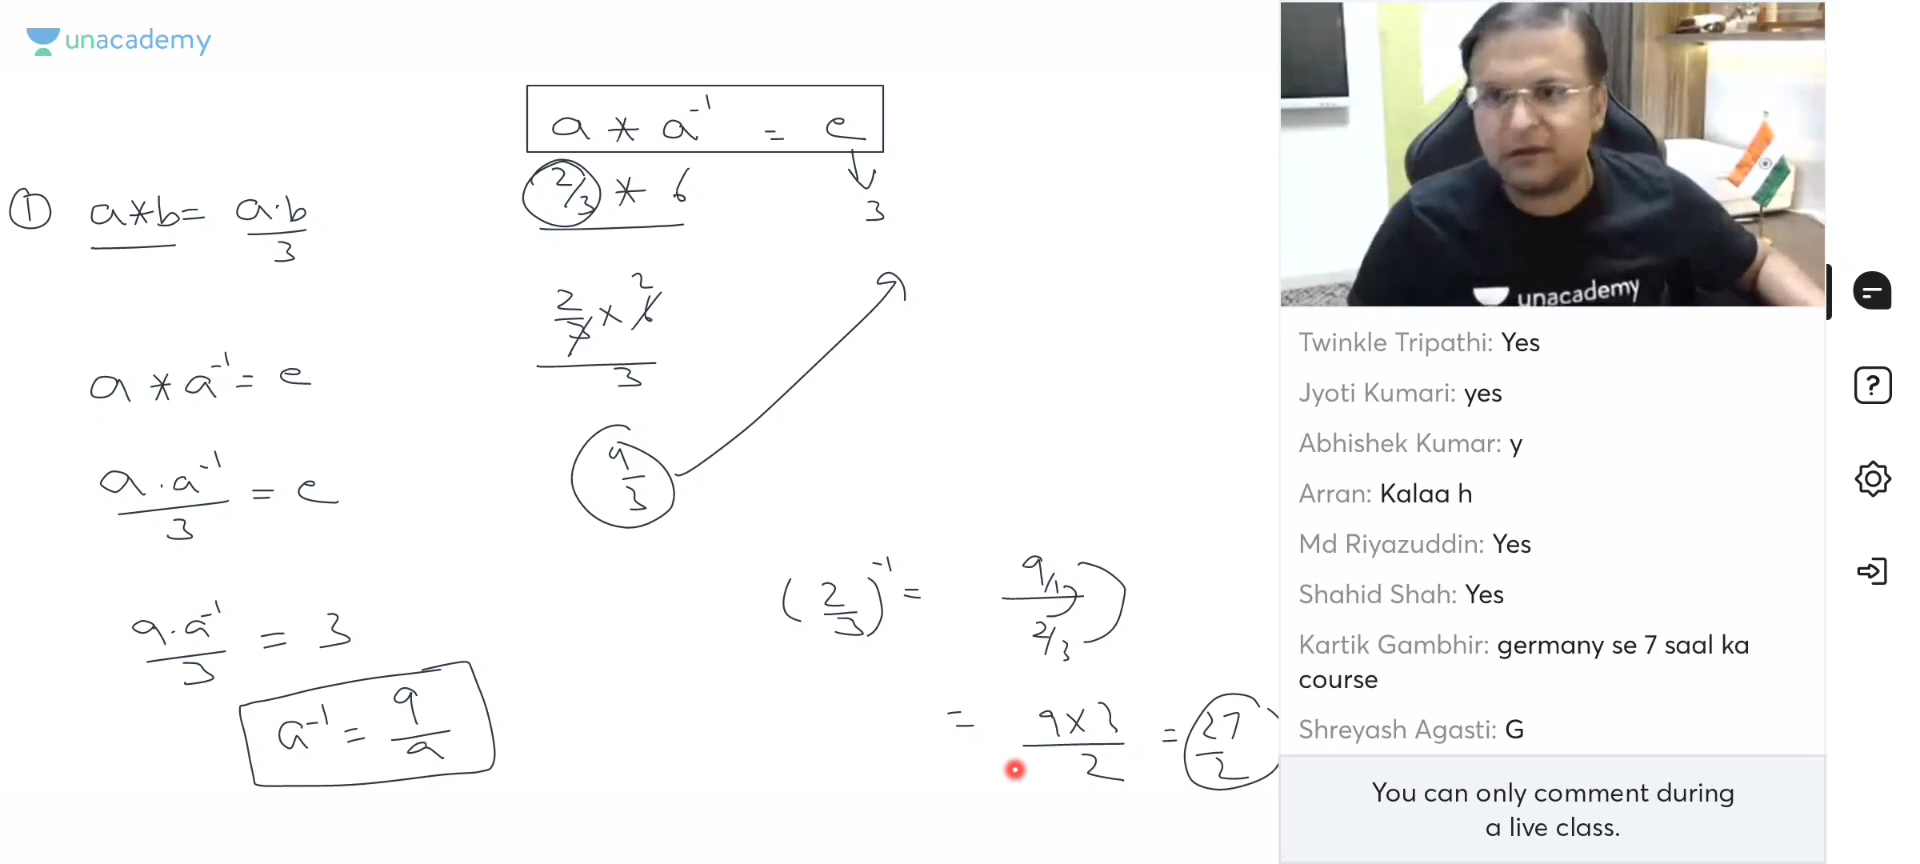 unacademy
a * a⁻¹ = e
2/3 * 6
3
① a*b = a·b/3
2/3 × 6 2
3
a * a⁻¹ = e
a·a⁻¹/3 = e
9/3
a·a⁻¹/3 = 3
a⁻¹ = 9/a
(2/3)⁻¹ =
2/3
= 9×3/2 = 27/2
unacademy
Twinkle Tripathi: Yes
Jyoti Kumari: yes
Abhishek Kumar: y
Arran: Kalaa h
Md Riyazuddin: Yes
Shahid Shah: Yes
Kartik Gambhir: germany se 7 saal ka
course
Shreyash Agasti: G
You can only comment during
a live class.